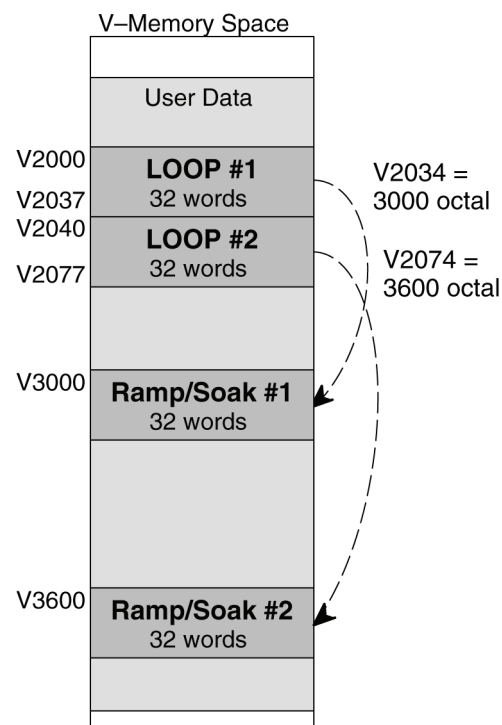 V–Memory Space
User Data
V2000
LOOP #1
32 words
V2037
V2034 =
3000 octal
V2040
LOOP #2
32 words
V2077
V2074 =
3600 octal
V3000
Ramp/Soak #1
32 words
V3600
Ramp/Soak #2
32 words